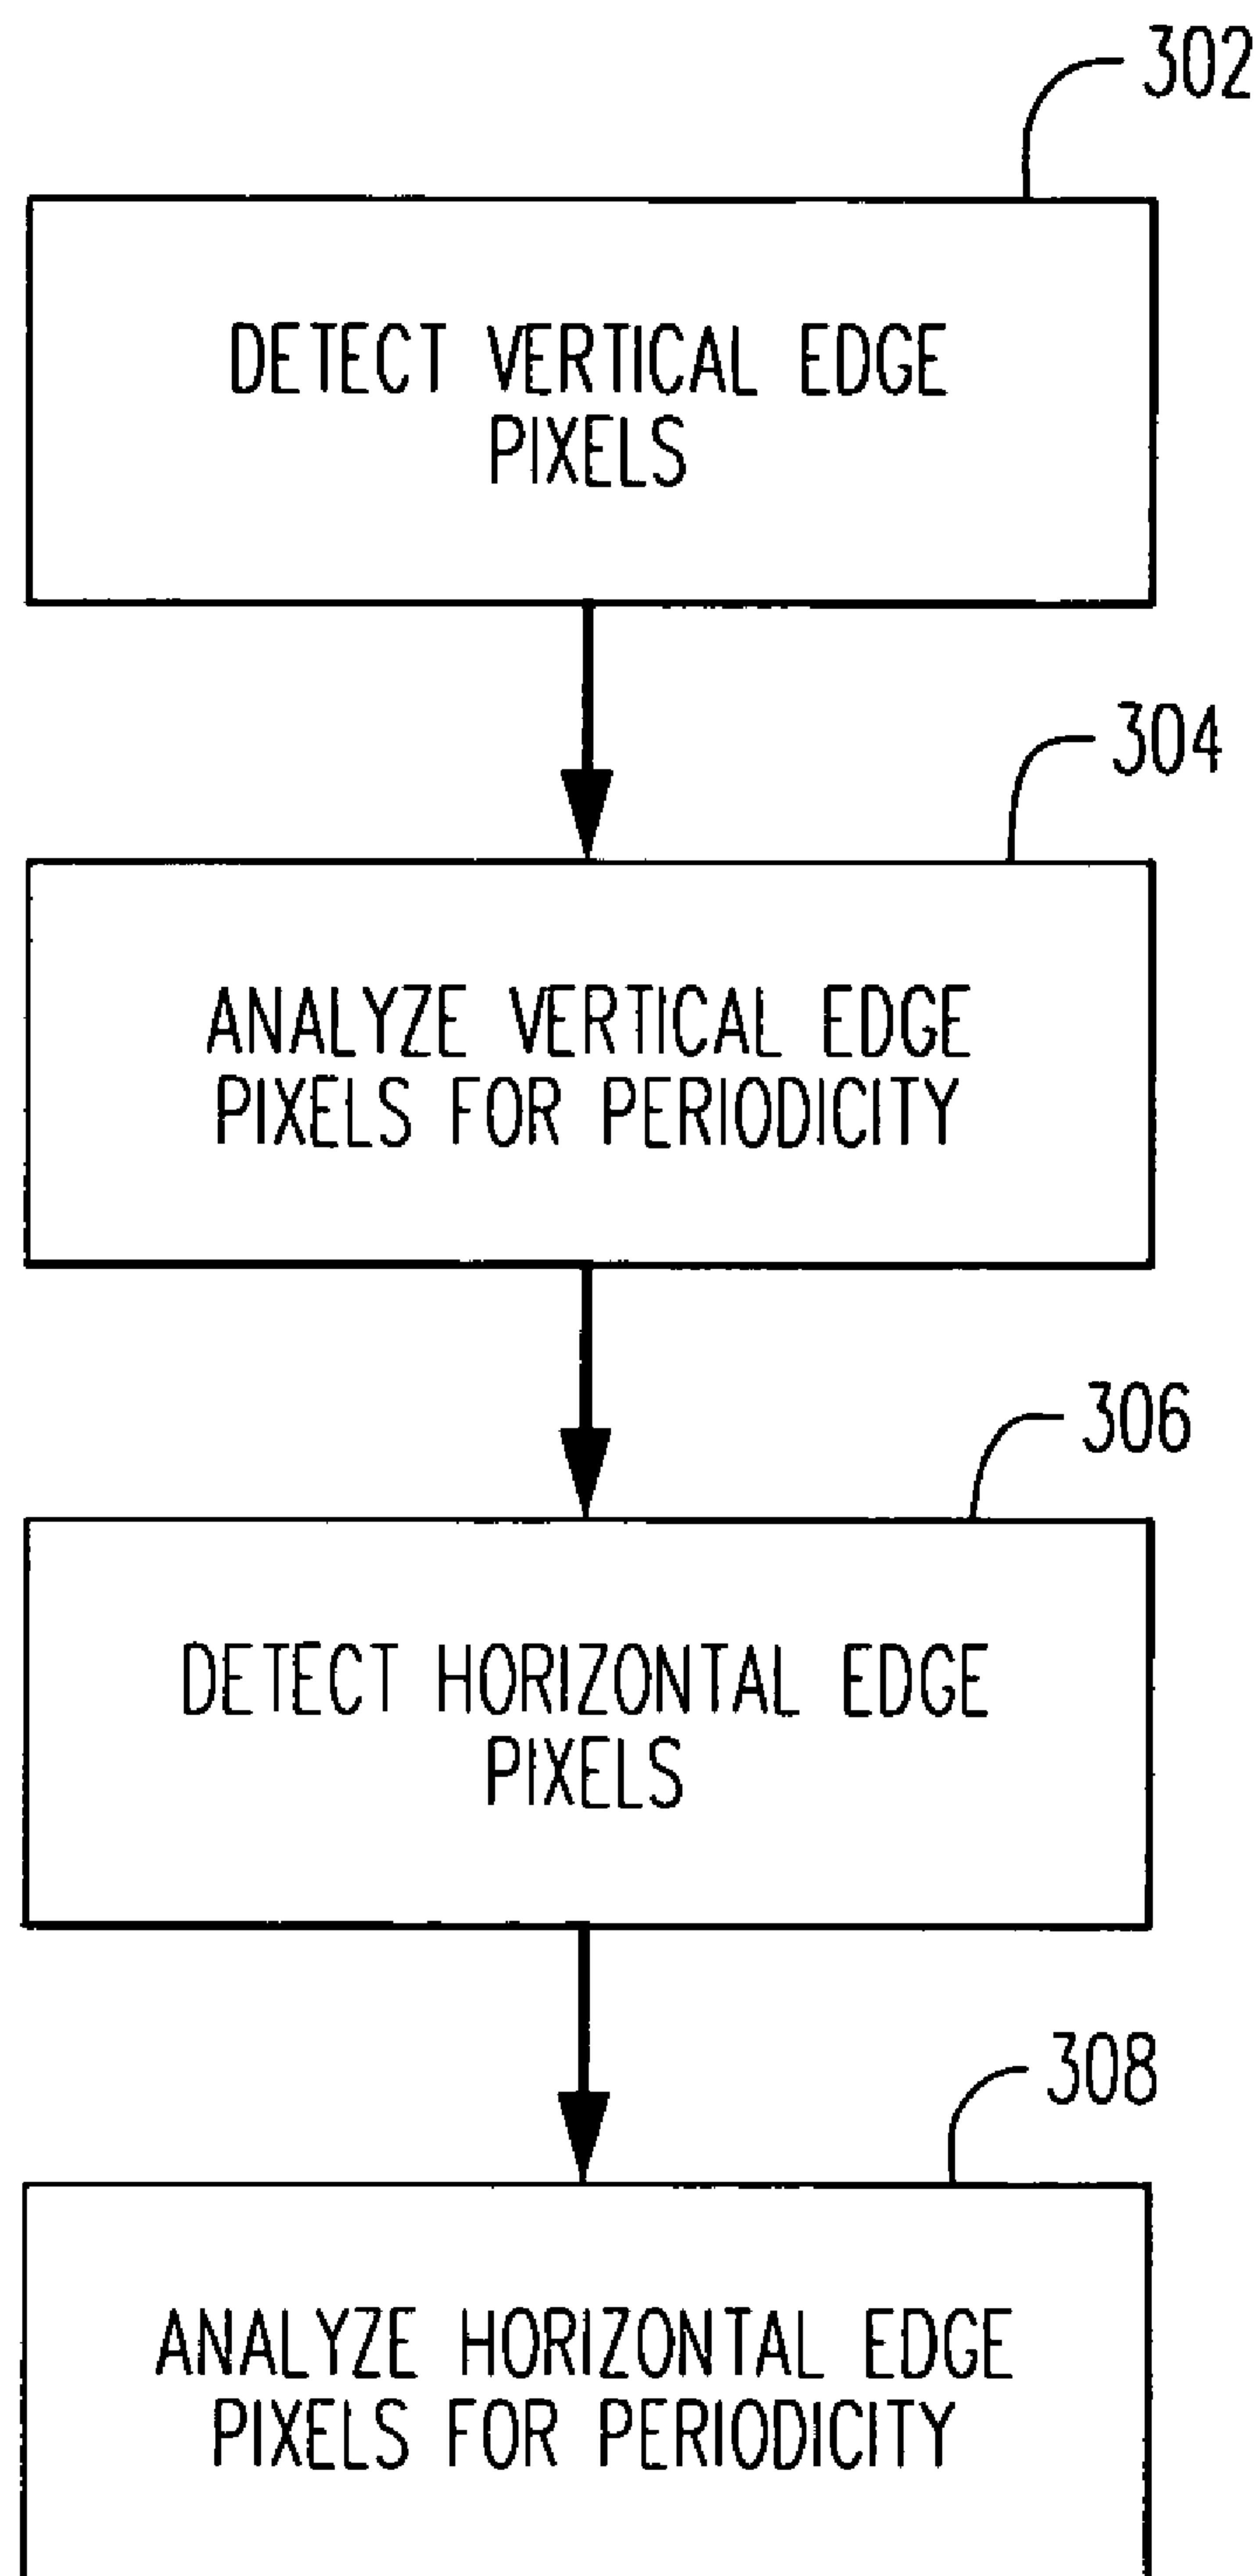 302
DETECT VERTICAL EDGE
PIXELS
304
ANALYZE VERTICAL EDGE
PIXELS FOR PERIODICITY
306
DETECT HORIZONTAL EDGE
PIXELS
308
ANALYZE HORIZONTAL EDGE
PIXELS FOR PERIODICITY